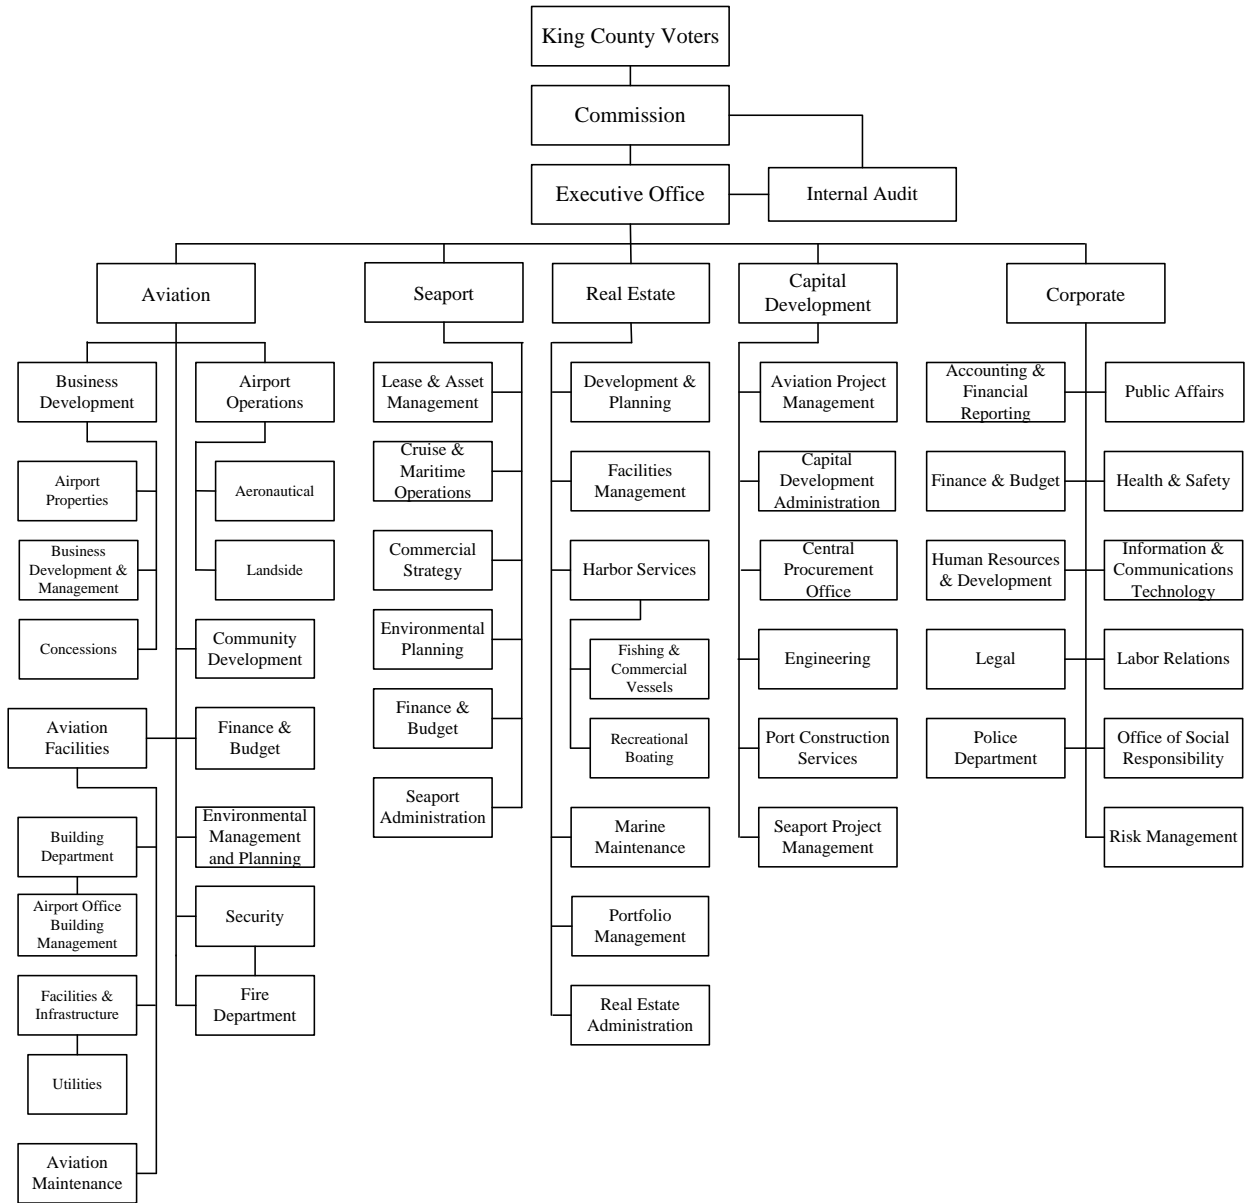 King County Voters
Commission
Executive Office
Internal Audit
Aviation
Business
Development
Airport
Operations
Airport
Properties
Business
Development &
Management
Concessions
Aeronautical
Landside
Community
Development
Aviation
Facilities
Finance &
Budget
Building
Department
Airport Office
Building
Management
Facilities &
Infrastructure
Utilities
Aviation
Maintenance
Environmental
Management
and Planning
Security
Fire
Department
Seaport
Lease & Asset
Management
Cruise &
Maritime
Operations
Commercial
Strategy
Environmental
Planning
Finance &
Budget
Seaport
Administration
Real Estate
Development &
Planning
Facilities
Management
Harbor Services
Fishing &
Commercial
Vessels
Recreational
Boating
Marine
Maintenance
Portfolio
Management
Real Estate
Administration
Capital
Development
Aviation Project
Management
Capital
Development
Administration
Central
Procurement
Office
Engineering
Port Construction
Services
Seaport Project
Management
Corporate
Accounting &
Financial
Reporting
Public Affairs
Finance & Budget
Health & Safety
Human Resources
& Development
Information &
Communications
Technology
Legal
Labor Relations
Police
Department
Office of Social
Responsibility
Risk Management